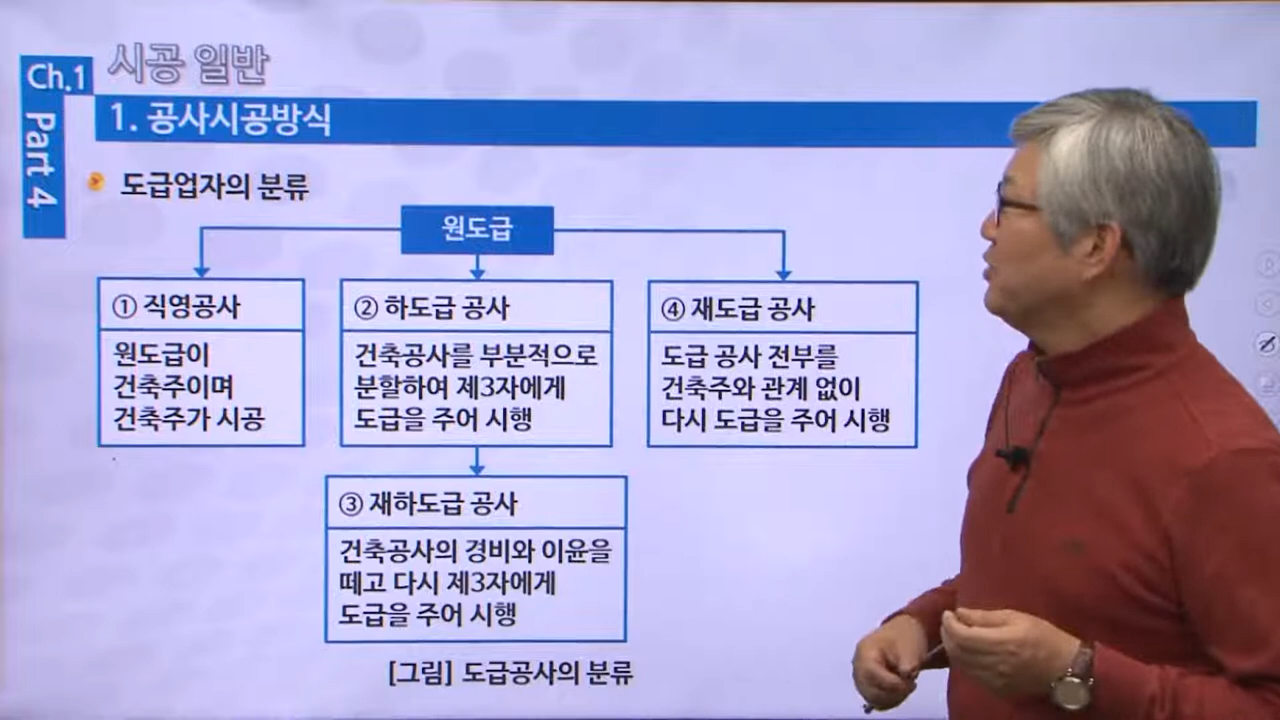 시공 일반
Ch.1
Part 4
1. 공사시공방식
도급업자의 분류
원도급
① 직영공사
원도급이
건축주이며
건축주가 시공
② 하도급 공사
건축공사를 부분적으로
분할하여 제3자에게
도급을 주어 시행
④ 재도급 공사
도급 공사 전부를
건축주와 관계 없이
다시 도급을 주어 시행
③ 재하도급 공사
건축공사의 경비와 이윤을
떼고 다시 제3자에게
도급을 주어 시행
[그림] 도급공사의 분류